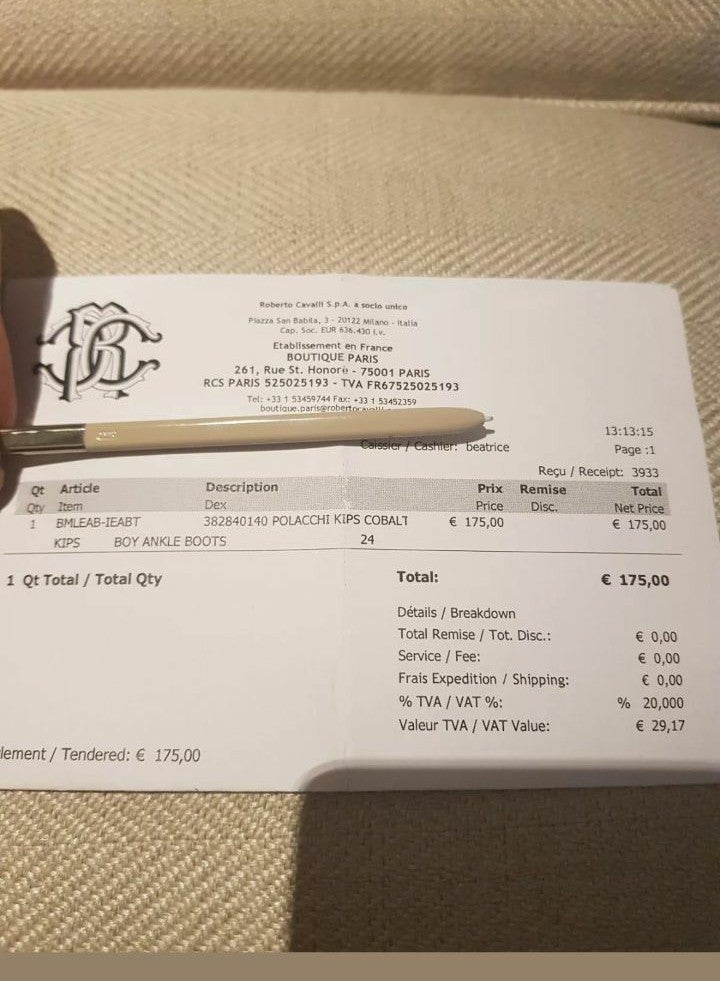 Roberto Cavalli S.p.A. a socio unico
Piazza San Babila, 3 - 20122 Milano - Italia
Cap. Soc. EUR 636.430 i.v.
Etablissement en France
BOUTIQUE PARIS
261, Rue St. Honorè - 75001 PARIS
RCS PARIS 525025193 - TVA FR67525025193
Tel: +33 1 53459744 Fax: +33 1 53452359
13:13:15
Caissier / Cashier: beatrice Page :1
Reçu / Receipt: 3933
Qt Article Description Prix Remise Total
Qty Item Dex Price Disc. Net Price
1 BMLEAB-IEABT 382840140 POLACCHI KIPS COBALT € 175,00 € 175,00
KIPS BOY ANKLE BOOTS 24
1 Qt Total / Total Qty Total: € 175,00
Détails / Breakdown
Total Remise / Tot. Disc.: € 0,00
Service / Fee: € 0,00
Frais Expedition / Shipping: € 0,00
% TVA / VAT %: % 20,000
Valeur TVA / VAT Value: € 29,17
lement / Tendered: € 175,00